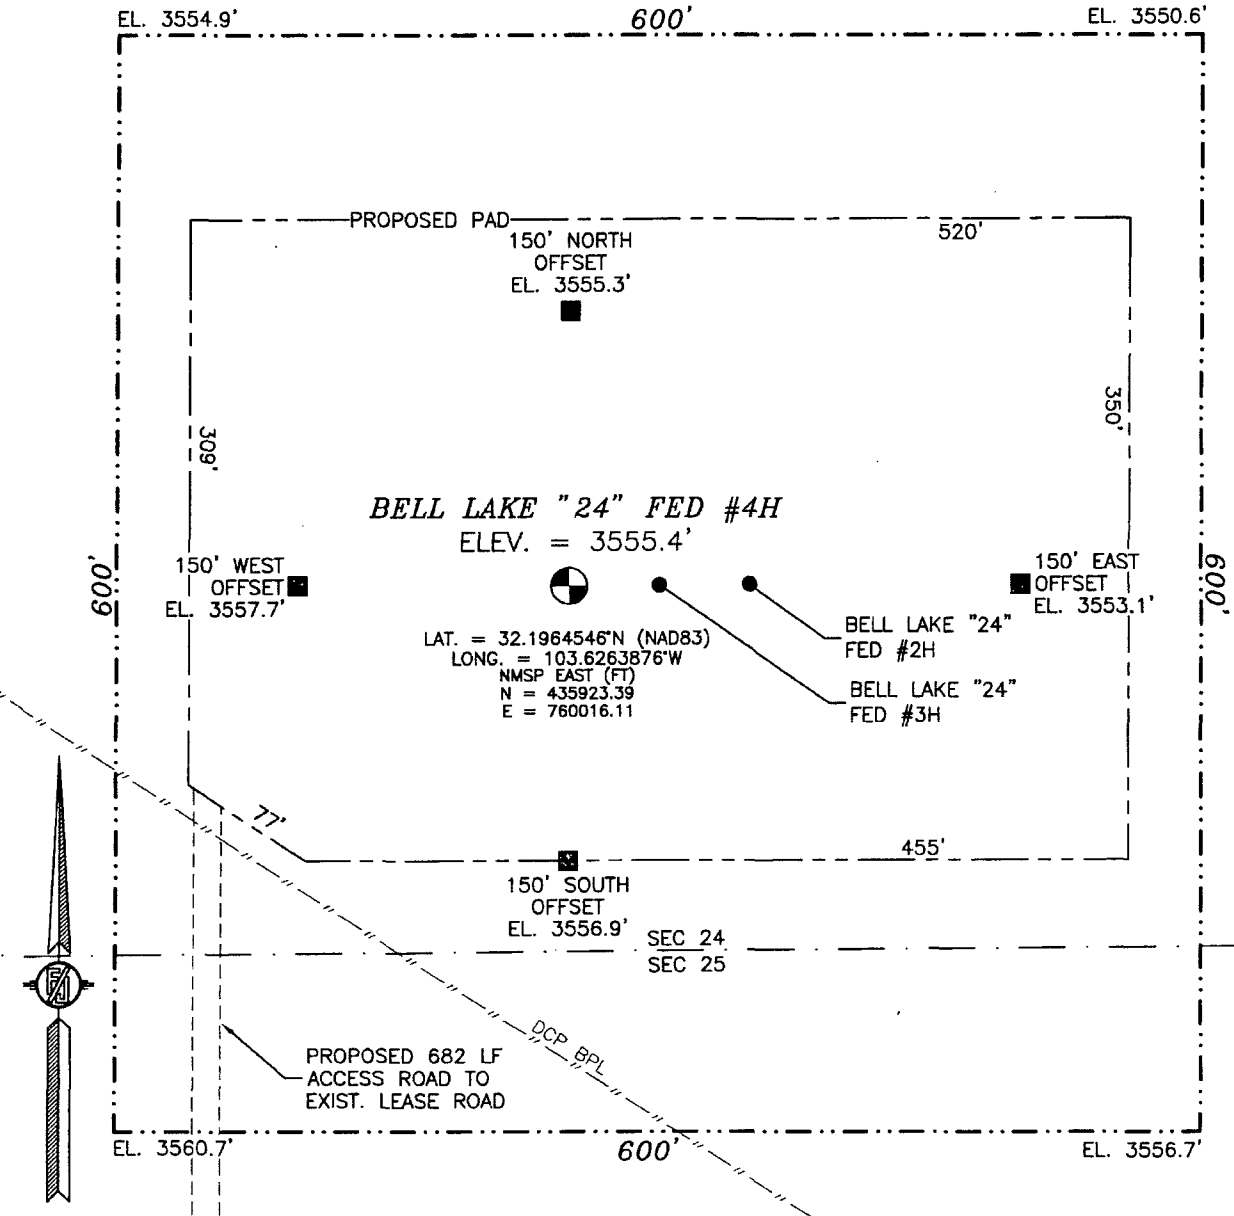 EL. 3554.9'
600'
EL. 3550.6'
PROPOSED PAD
520'
150' NORTH
OFFSET
EL. 3555.3'
350'
309'
BELL LAKE "24" FED #4H
ELEV. = 3555.4'
600'
150' WEST
OFFSET
EL. 3557.7'
150' EAST
OFFSET
EL. 3553.1'
600'
LAT. = 32.1964546°N (NAD83)
LONG. = 103.6263876°W
NMSP EAST (FT)
N = 435923.39
E = 760016.11
BELL LAKE "24"
FED #2H
BELL LAKE "24"
FED #3H
77'
455'
150' SOUTH
OFFSET
EL. 3556.9'
SEC 24
SEC 25
DCP BPL
PROPOSED 682 LF
ACCESS ROAD TO
EXIST. LEASE ROAD
EL. 3560.7'
600'
EL. 3556.7'